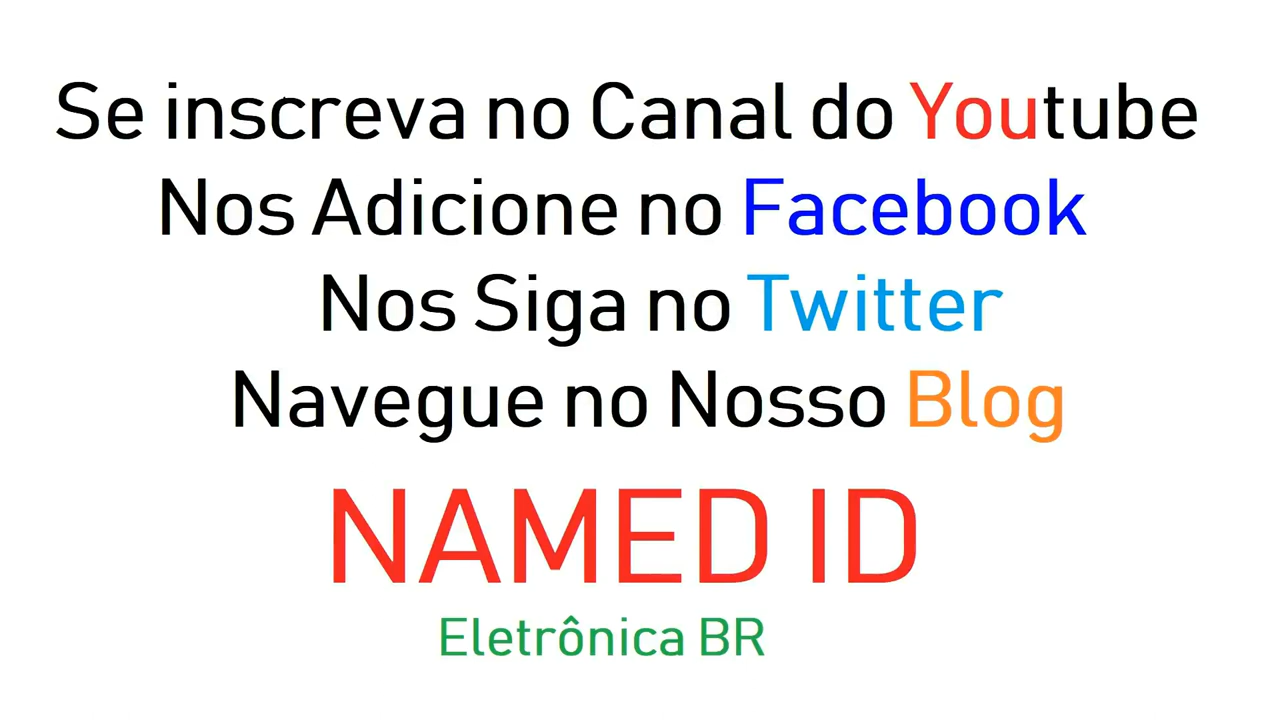 Se inscreva no Canal do Youtube
Nos Adicione no Facebook
Nos Siga no Twitter
Navegue no Nosso Blog
NAMED ID
Eletrônica BR